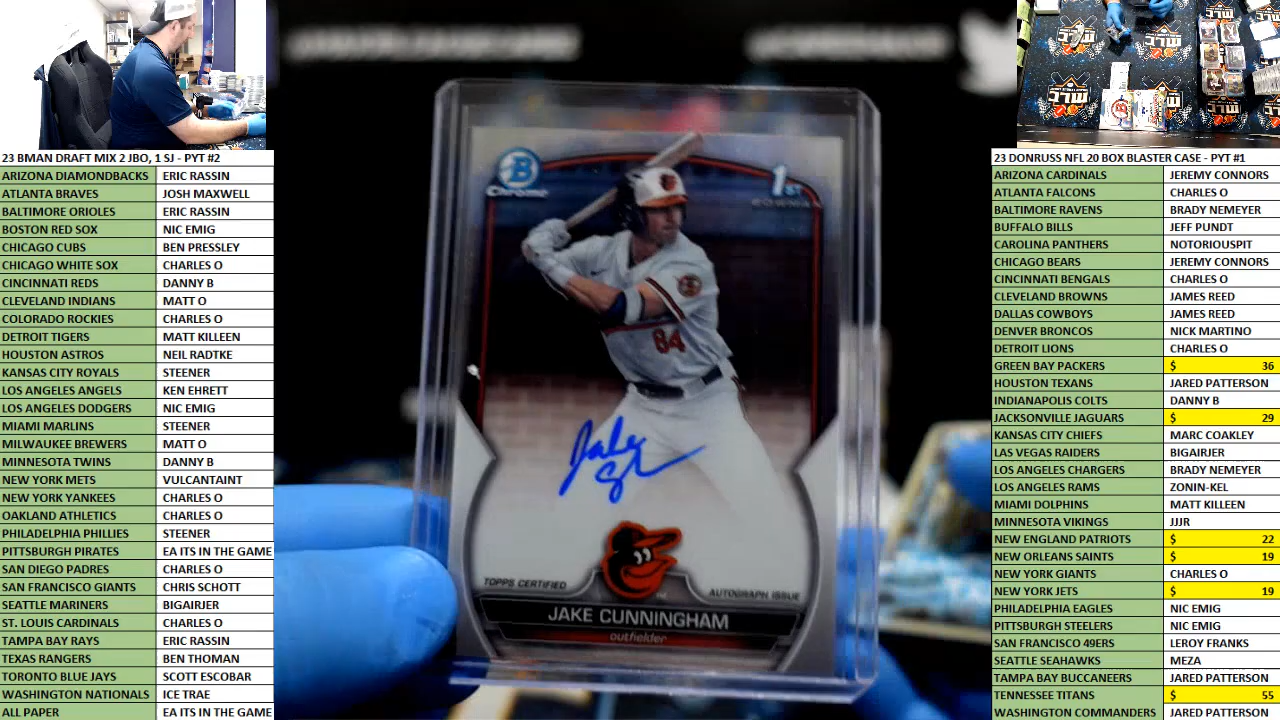 23 BMAN DRAFT MIX 2 JBO, 1 SJ - PYT #2
ARIZONA DIAMONDBACKS ERIC RASSIN
ATLANTA BRAVES JOSH MAXWELL
BALTIMORE ORIOLES ERIC RASSIN
BOSTON RED SOX NIC EMIG
CHICAGO CUBS BEN PRESSLEY
CHICAGO WHITE SOX CHARLES O
CINCINNATI REDS DANNY B
CLEVELAND INDIANS MATT O
COLORADO ROCKIES CHARLES O
DETROIT TIGERS MATT KILLEEN
HOUSTON ASTROS NEIL RADTKE
KANSAS CITY ROYALS STEENER
LOS ANGELES ANGELS KEN EHRETT
LOS ANGELES DODGERS NIC EMIG
MIAMI MARLINS STEENER
MILWAUKEE BREWERS MATT O
MINNESOTA TWINS DANNY B
NEW YORK METS VULCANTAINT
NEW YORK YANKEES CHARLES O
OAKLAND ATHLETICS CHARLES O
PHILADELPHIA PHILLIES STEENER
PITTSBURGH PIRATES EA ITS IN THE GAME
SAN DIEGO PADRES CHARLES O
SAN FRANCISCO GIANTS CHRIS SCHOTT
SEATTLE MARINERS BIGAIRJER
ST. LOUIS CARDINALS CHARLES O
TAMPA BAY RAYS ERIC RASSIN
TEXAS RANGERS BEN THOMAN
TORONTO BLUE JAYS SCOTT ESCOBAR
WASHINGTON NATIONALS ICE TRAE
ALL PAPER EA ITS IN THE GAME
B
Chrome
1st
BOWMAN
64
TOPPS CERTIFIED
AUTOGRAPH ISSUE
JAKE CUNNINGHAM
outfielder
23 DONRUSS NFL 20 BOX BLASTER CASE - PYT #1
ARIZONA CARDINALS JEREMY CONNORS
ATLANTA FALCONS CHARLES O
BALTIMORE RAVENS BRADY NEMEYER
BUFFALO BILLS JEFF PUNDT
CAROLINA PANTHERS NOTORIOUSPIT
CHICAGO BEARS JEREMY CONNORS
CINCINNATI BENGALS CHARLES O
CLEVELAND BROWNS JAMES REED
DALLAS COWBOYS JAMES REED
DENVER BRONCOS NICK MARTINO
DETROIT LIONS CHARLES O
GREEN BAY PACKERS $ 36
HOUSTON TEXANS JARED PATTERSON
INDIANAPOLIS COLTS DANNY B
JACKSONVILLE JAGUARS $ 29
KANSAS CITY CHIEFS MARC COAKLEY
LAS VEGAS RAIDERS BIGAIRJER
LOS ANGELES CHARGERS BRADY NEMEYER
LOS ANGELES RAMS ZONIN-KEL
MIAMI DOLPHINS MATT KILLEEN
MINNESOTA VIKINGS JJJR
NEW ENGLAND PATRIOTS $ 22
NEW ORLEANS SAINTS $ 19
NEW YORK GIANTS CHARLES O
NEW YORK JETS $ 19
PHILADELPHIA EAGLES NIC EMIG
PITTSBURGH STEELERS NIC EMIG
SAN FRANCISCO 49ERS LEROY FRANKS
SEATTLE SEAHAWKS MEZA
TAMPA BAY BUCCANEERS JARED PATTERSON
TENNESSEE TITANS $ 55
WASHINGTON COMMANDERS JARED PATTERSON